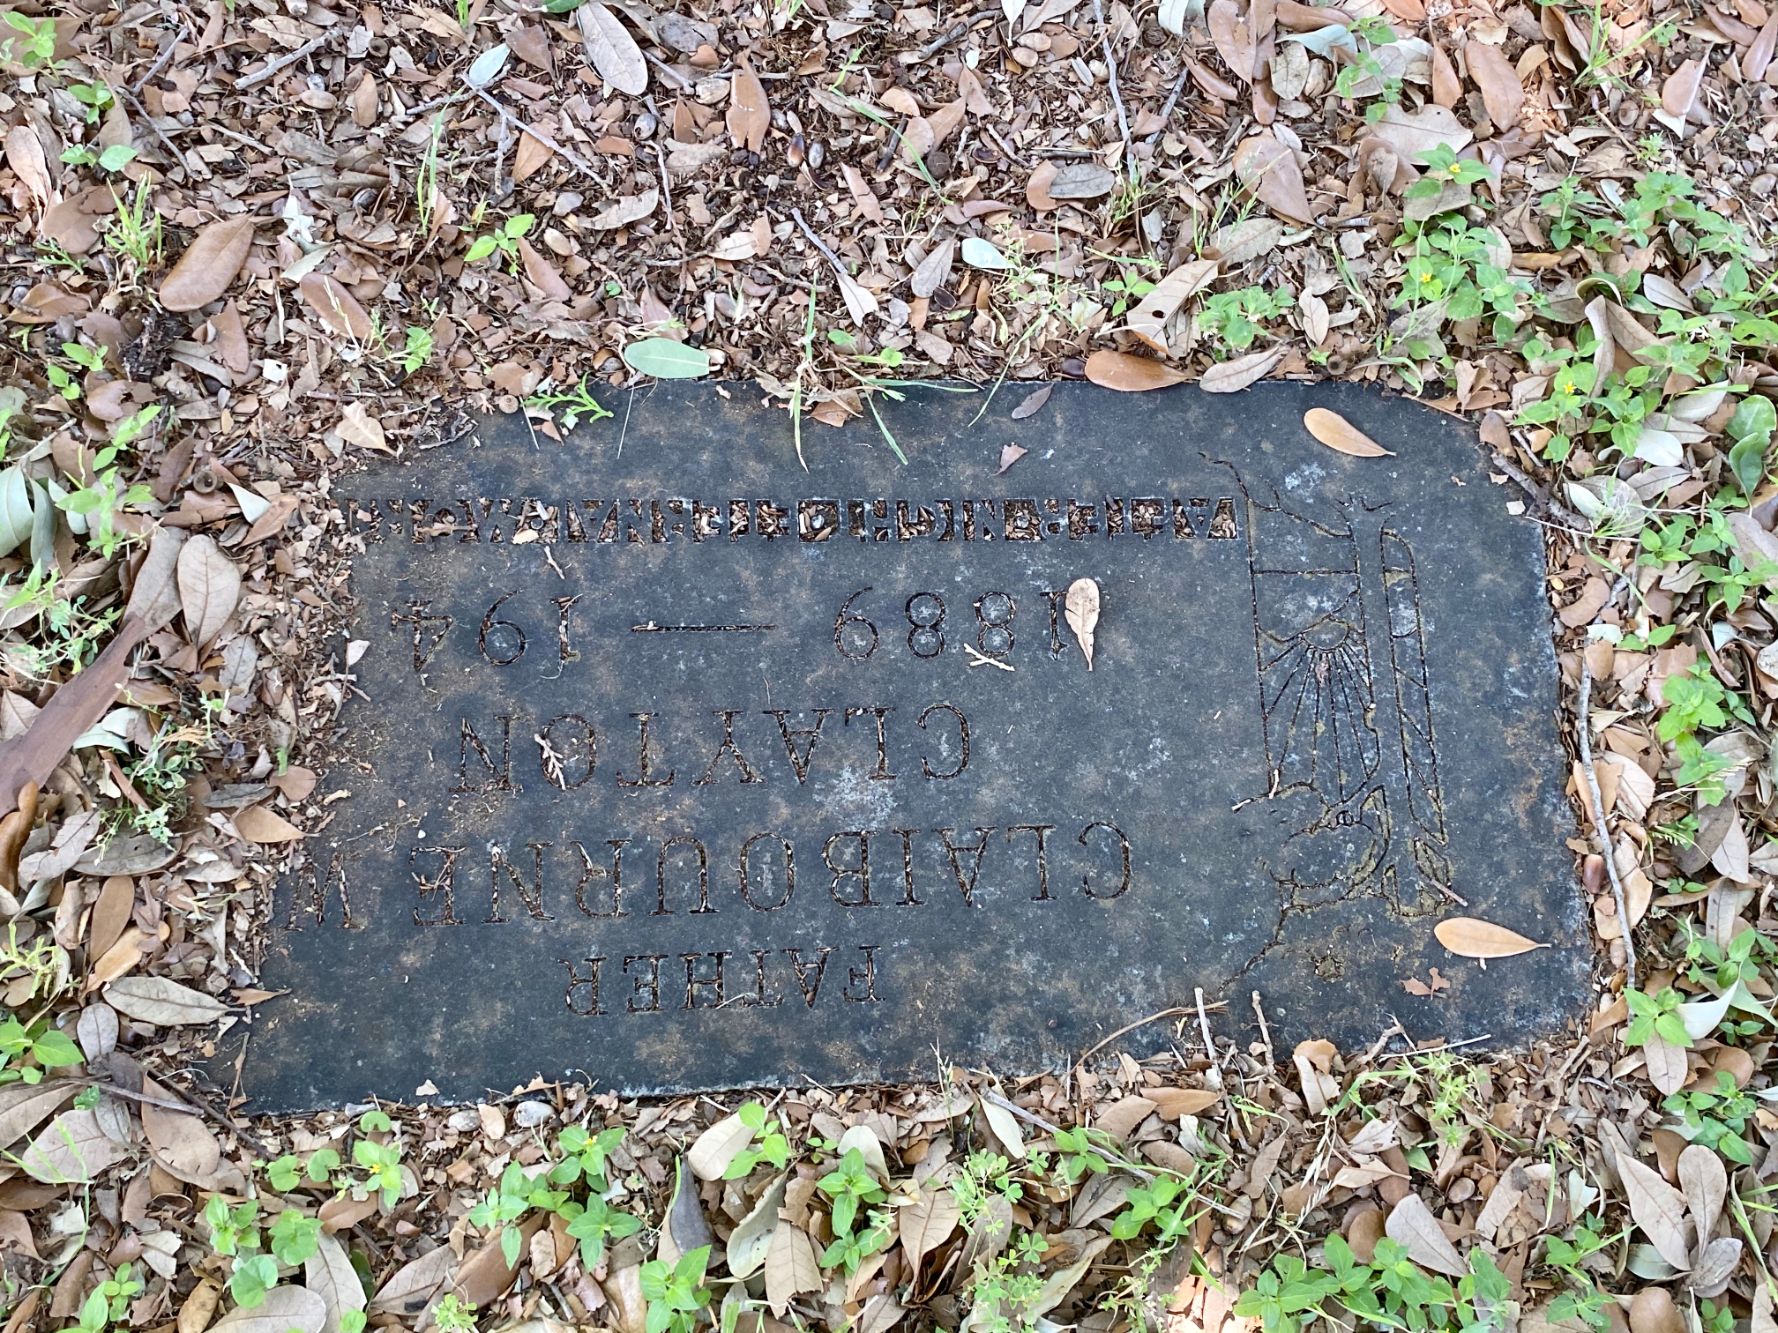 FATHER
CLAIBOURNE W
CLAYTON
1889 — 194